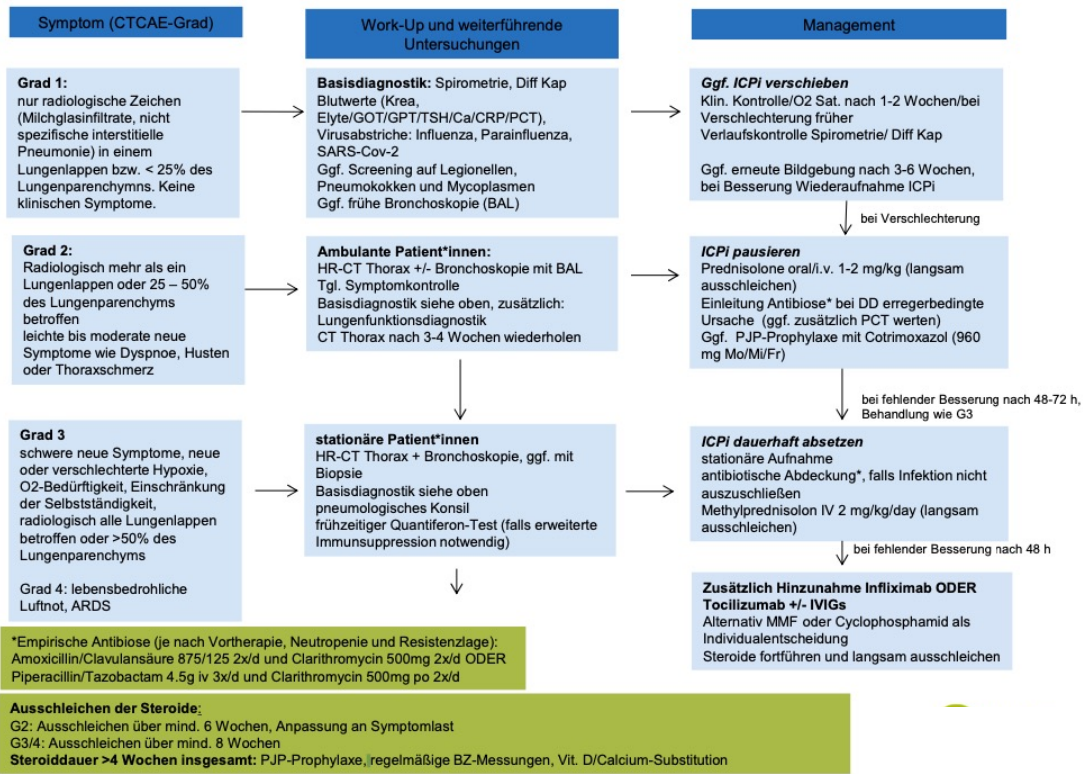 Symptom (CTCAE-Grad)
Work-Up und weiterführende
Untersuchungen
Management
Grad 1:
nur radiologische Zeichen
(Milchglasinfiltrate, nicht
spezifische interstitielle
Pneumonie) in einem
Lungenlappen bzw. < 25% des
Lungenparenchymns. Keine
klinischen Symptome.
Basisdiagnostik: Spirometrie, Diff Kap
Blutwerte (Krea,
Elyte/GOT/GPT/TSH/Ca/CRP/PCT),
Virusabstriche: Influenza, Parainfluenza,
SARS-Cov-2
Ggf. Screening auf Legionellen,
Pneumokokken und Mycoplasmen
Ggf. frühe Bronchoskopie (BAL)
Ggf. ICPi verschieben
Klin. Kontrolle/O2 Sat. nach 1-2 Wochen/bei
Verschlechterung früher
Verlaufskontrolle Spirometrie/ Diff Kap
Ggf. erneute Bildgebung nach 3-6 Wochen,
bei Besserung Wiederaufnahme ICPi
bei Verschlechterung
Grad 2:
Radiologisch mehr als ein
Lungenlappen oder 25 – 50%
des Lungenparenchyms
betroffen
leichte bis moderate neue
Symptome wie Dyspnoe, Husten
oder Thoraxschmerz
Ambulante Patient*innen:
HR-CT Thorax +/- Bronchoskopie mit BAL
Tgl. Symptomkontrolle
Basisdiagnostik siehe oben, zusätzlich:
Lungenfunktionsdiagnostik
CT Thorax nach 3-4 Wochen wiederholen
ICPi pausieren
Prednisolone oral/i.v. 1-2 mg/kg (langsam
ausschleichen)
Einleitung Antibiose* bei DD erregerbedingte
Ursache (ggf. zusätzlich PCT werten)
Ggf. PJP-Prophylaxe mit Cotrimoxazol (960
mg Mo/Mi/Fr)
bei fehlender Besserung nach 48-72 h,
Behandlung wie G3
Grad 3
schwere neue Symptome, neue
oder verschlechterte Hypoxie,
O2-Bedürftigkeit, Einschränkung
der Selbstständigkeit,
radiologisch alle Lungenlappen
betroffen oder >50% des
Lungenparenchyms
Grad 4: lebensbedrohliche
Luftnot, ARDS
stationäre Patient*innen
HR-CT Thorax + Bronchoskopie, ggf. mit
Biopsie
Basisdiagnostik siehe oben
pneumologisches Konsil
frühzeitiger Quantiferon-Test (falls erweiterte
Immunsuppression notwendig)
ICPi dauerhaft absetzen
stationäre Aufnahme
antibiotische Abdeckung*, falls Infektion nicht
auszuschließen
Methylprednisolon IV 2 mg/kg/day (langsam
ausschleichen)
bei fehlender Besserung nach 48 h
Zusätzlich Hinzunahme Infliximab ODER
Tocilizumab +/- IVIGs
Alternativ MMF oder Cyclophosphamid als
Individualentscheidung
Steroide fortführen und langsam ausschleichen
*Empirische Antibiose (je nach Vortherapie, Neutropenie und Resistenzlage):
Amoxicillin/Clavulansäure 875/125 2x/d und Clarithromycin 500mg 2x/d ODER
Piperacillin/Tazobactam 4.5g iv 3x/d und Clarithromycin 500mg po 2x/d
Ausschleichen der Steroide:
G2: Ausschleichen über mind. 6 Wochen, Anpassung an Symptomlast
G3/4: Ausschleichen über mind. 8 Wochen
Steroiddauer >4 Wochen insgesamt: PJP-Prophylaxe, regelmäßige BZ-Messungen, Vit. D/Calcium-Substitution